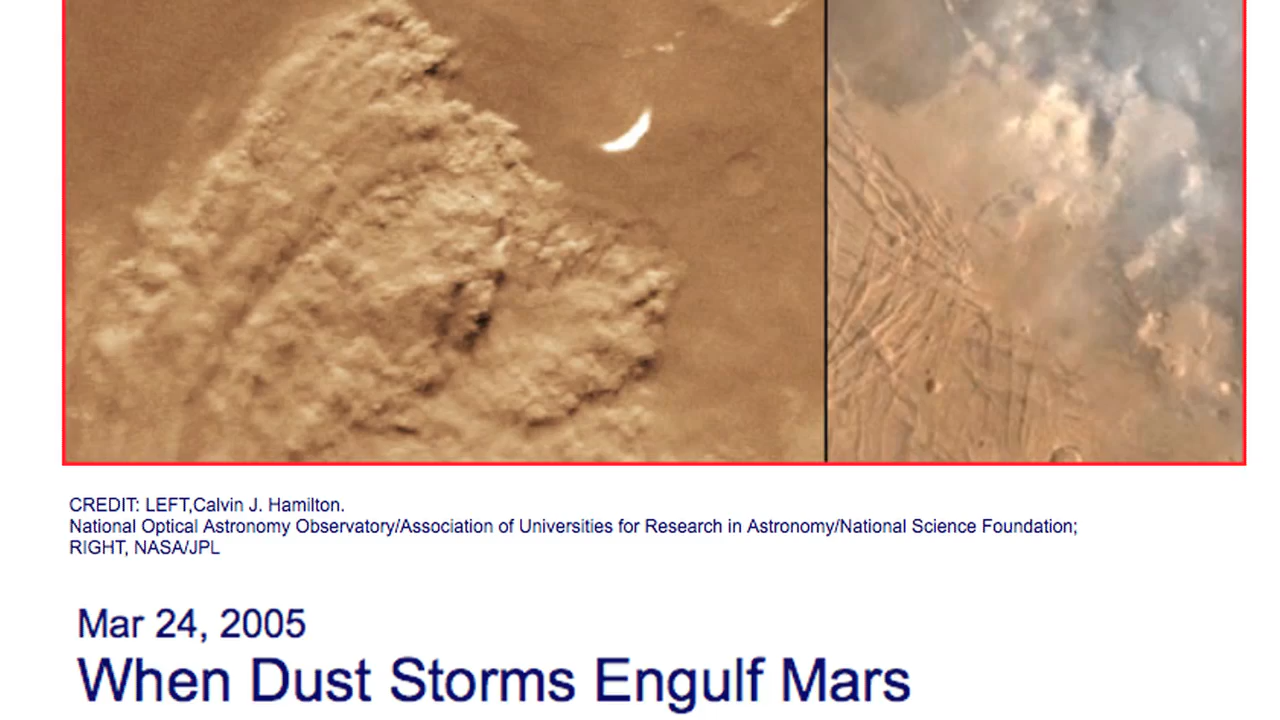 CREDIT: LEFT,Calvin J. Hamilton.
National Optical Astronomy Observatory/Association of Universities for Research in Astronomy/National Science Foundation;
RIGHT, NASA/JPL
Mar 24, 2005
When Dust Storms Engulf Mars